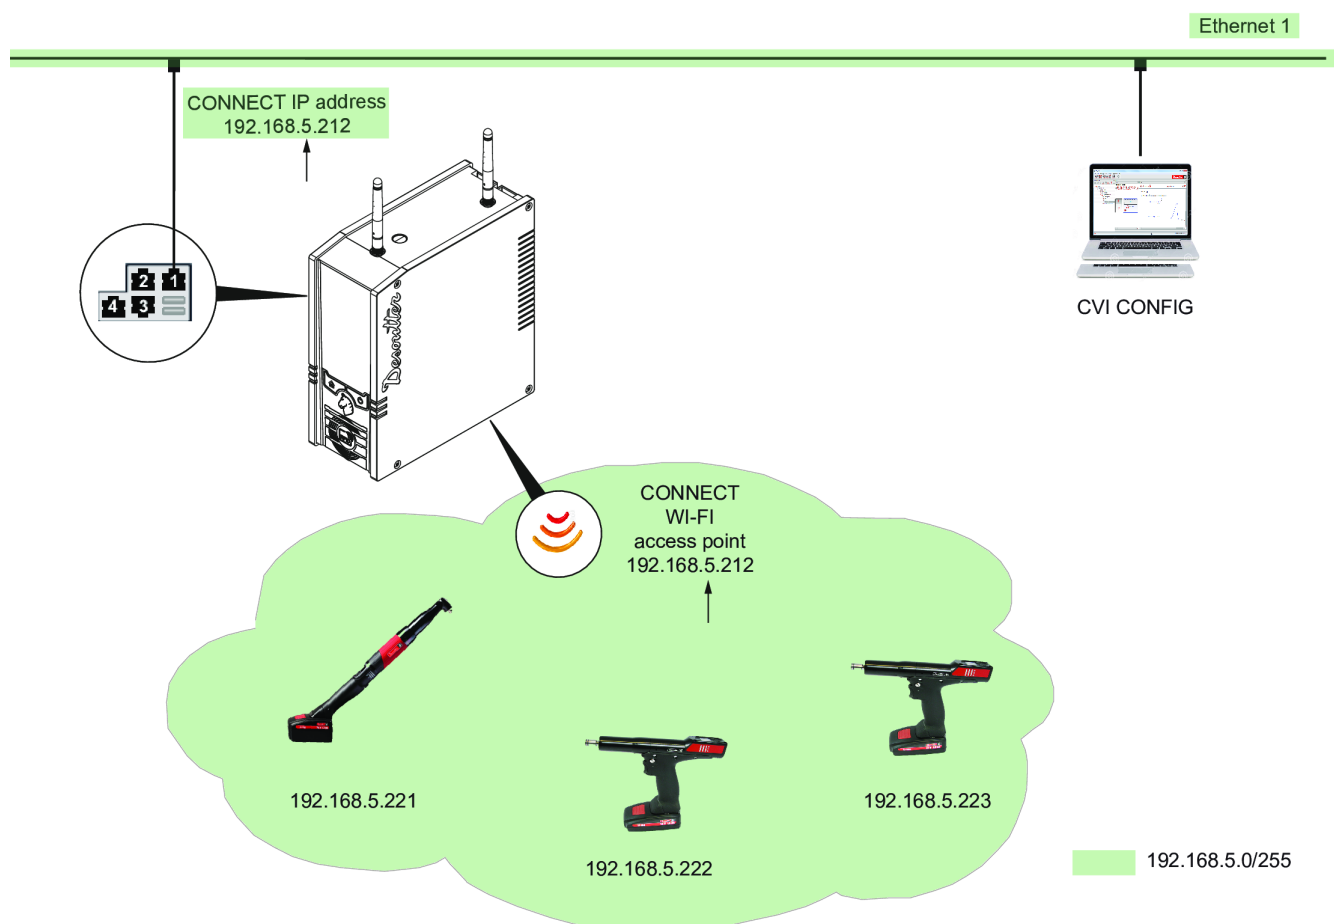 Ethernet 1
CONNECT IP address
192.168.5.212
2
1
4
3
Desoutter
CVI CONFIG
CONNECT
WI-FI
access point
192.168.5.212
192.168.5.221
192.168.5.222
192.168.5.223
192.168.5.0/255